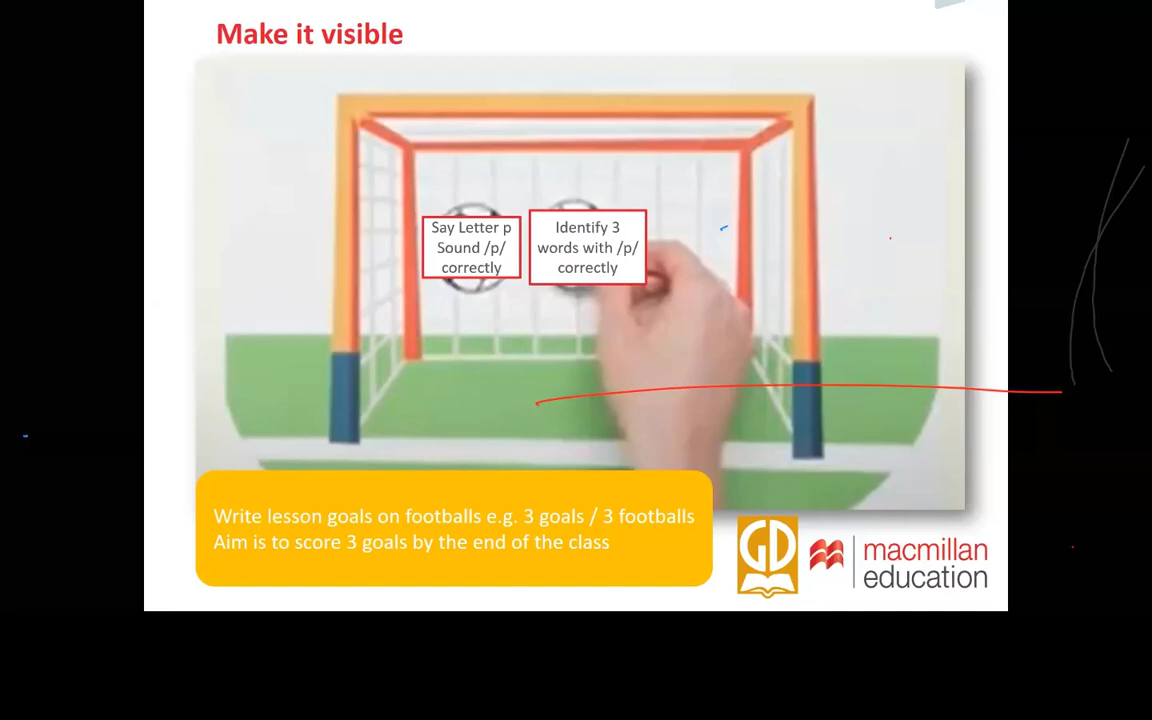 Make it visible
Say Letter p
Sound /p/
correctly
Identify 3
words with /p/
correctly
Write lesson goals on footballs e.g. 3 goals / 3 footballs
Aim is to score 3 goals by the end of the class
GD
macmillan
education